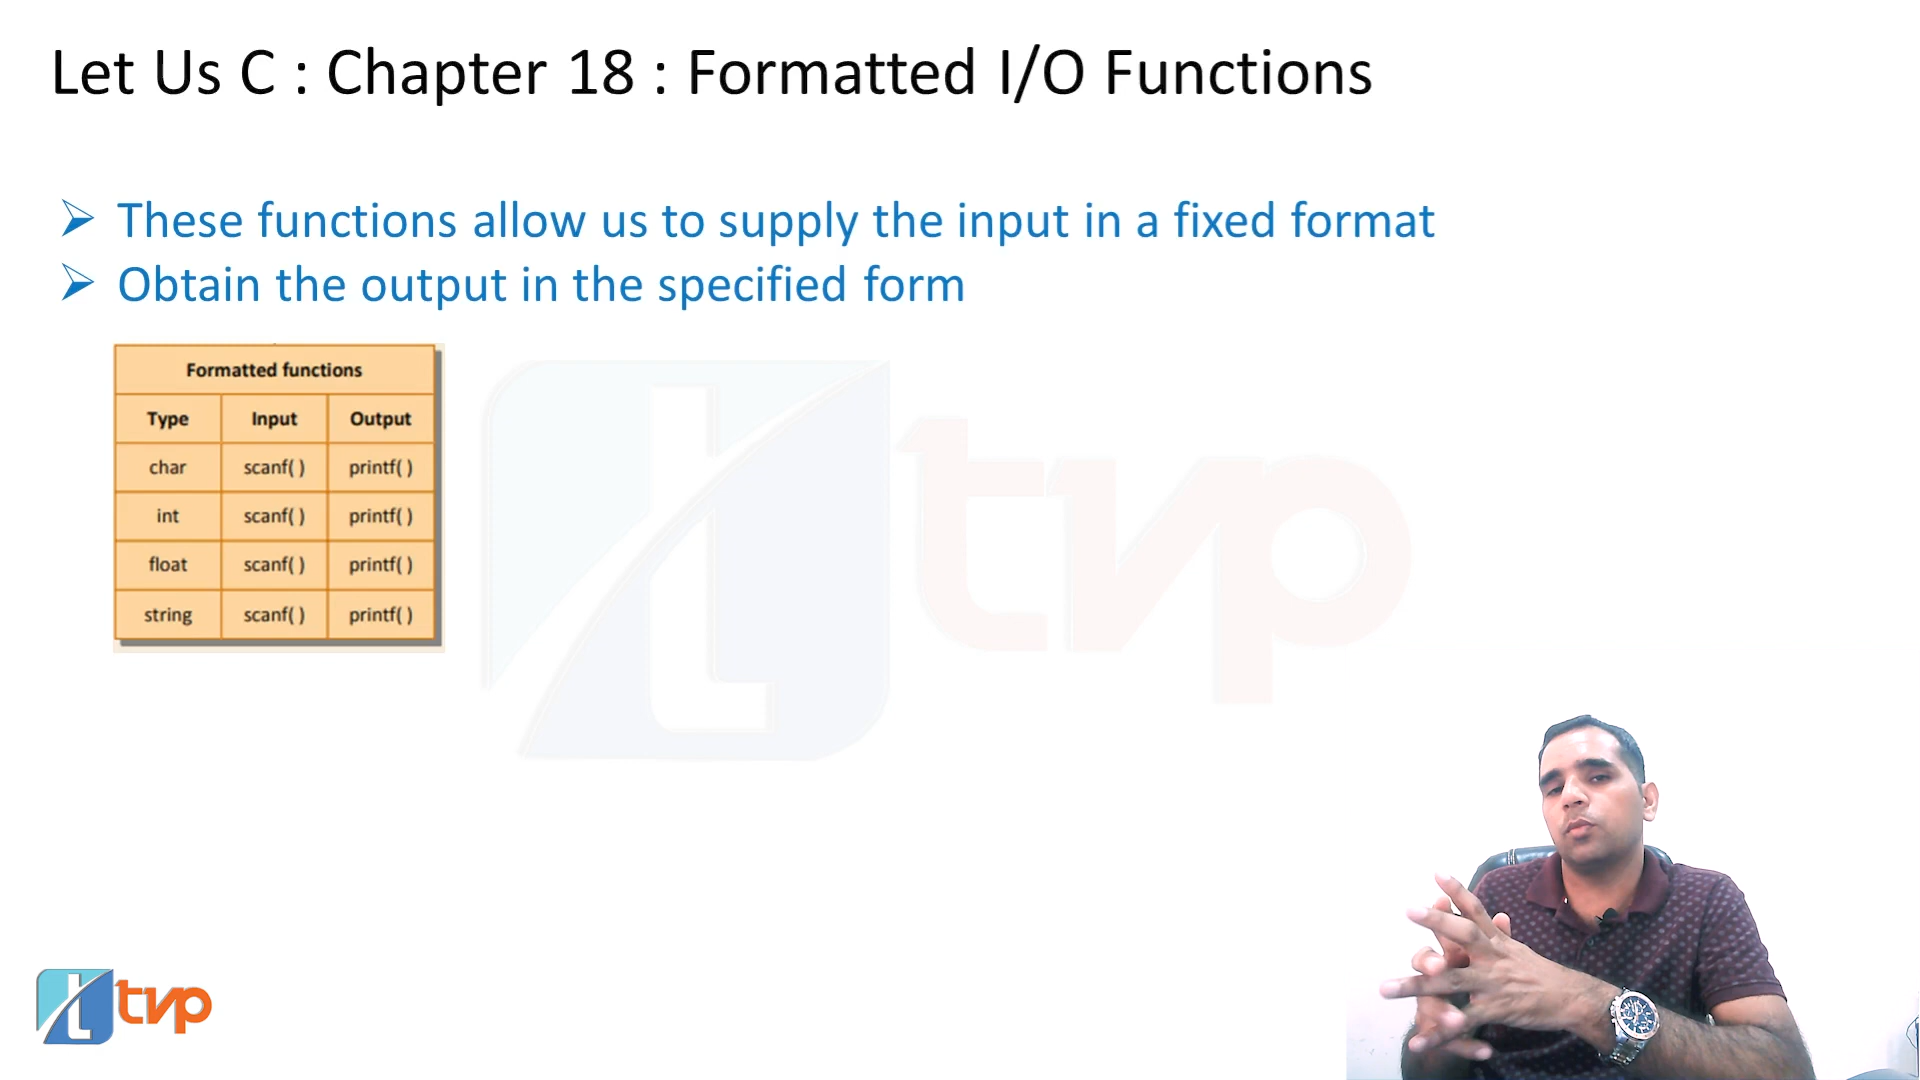 Let Us C : Chapter 18 : Formatted I/O Functions
These functions allow us to supply the input in a fixed format
Obtain the output in the specified form
Formatted functions
Type Input Output
char scanf( ) printf( )
int scanf( ) printf( )
float scanf( ) printf( )
string scanf( ) printf( )
t tvp
t tvp